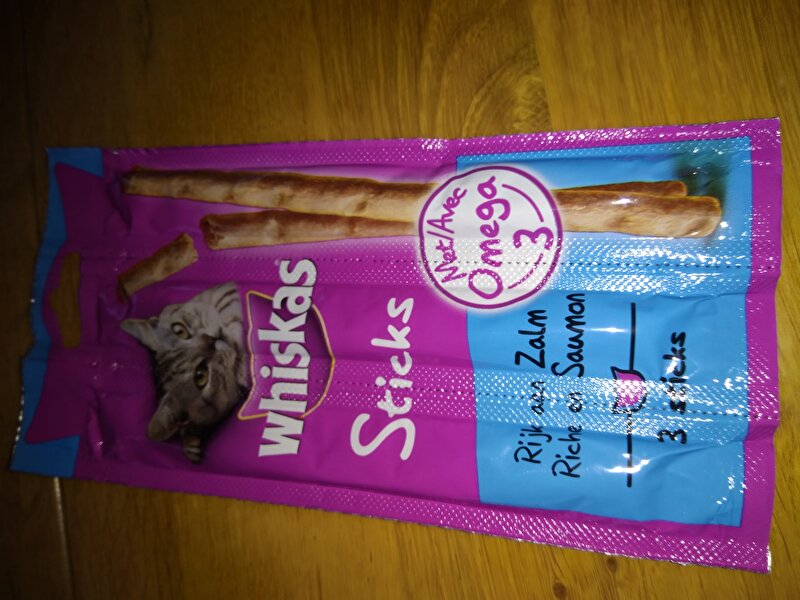 whiskas
Sticks
Met/Avec
Omega
3
Rijk aan Zalm
Riche en Saumon
3 sticks